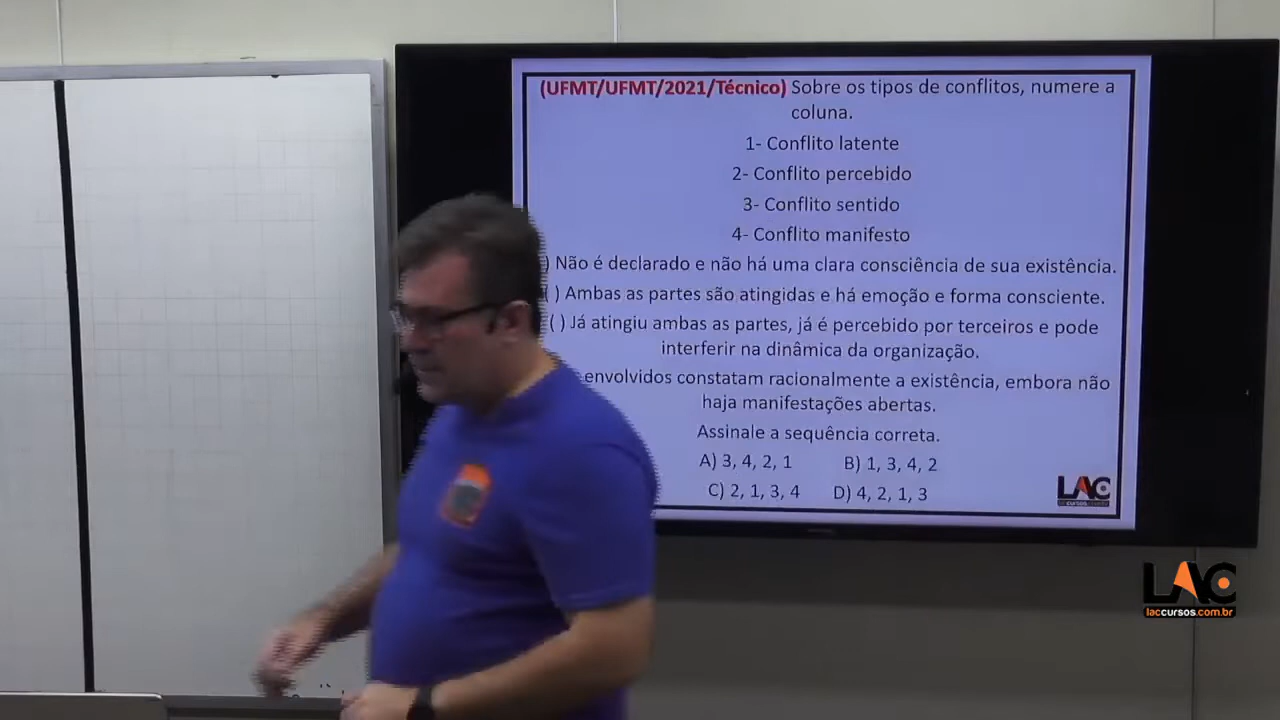 (UFMT/UFMT/2021/Técnico) Sobre os tipos de conflitos, numere a
coluna.
1- Conflito latente
2- Conflito percebido
3- Conflito sentido
4- Conflito manifesto
) Não é declarado e não há uma clara consciência de sua existência.
( ) Ambas as partes são atingidas e há emoção e forma consciente.
( ) Já atingiu ambas as partes, já é percebido por terceiros e pode
interferir na dinâmica da organização.
envolvidos constatam racionalmente a existência, embora não
haja manifestações abertas.
Assinale a sequência correta.
A) 3, 4, 2, 1 B) 1, 3, 4, 2
C) 2, 1, 3, 4 D) 4, 2, 1, 3
LAC
LAC
laccursos.com.br